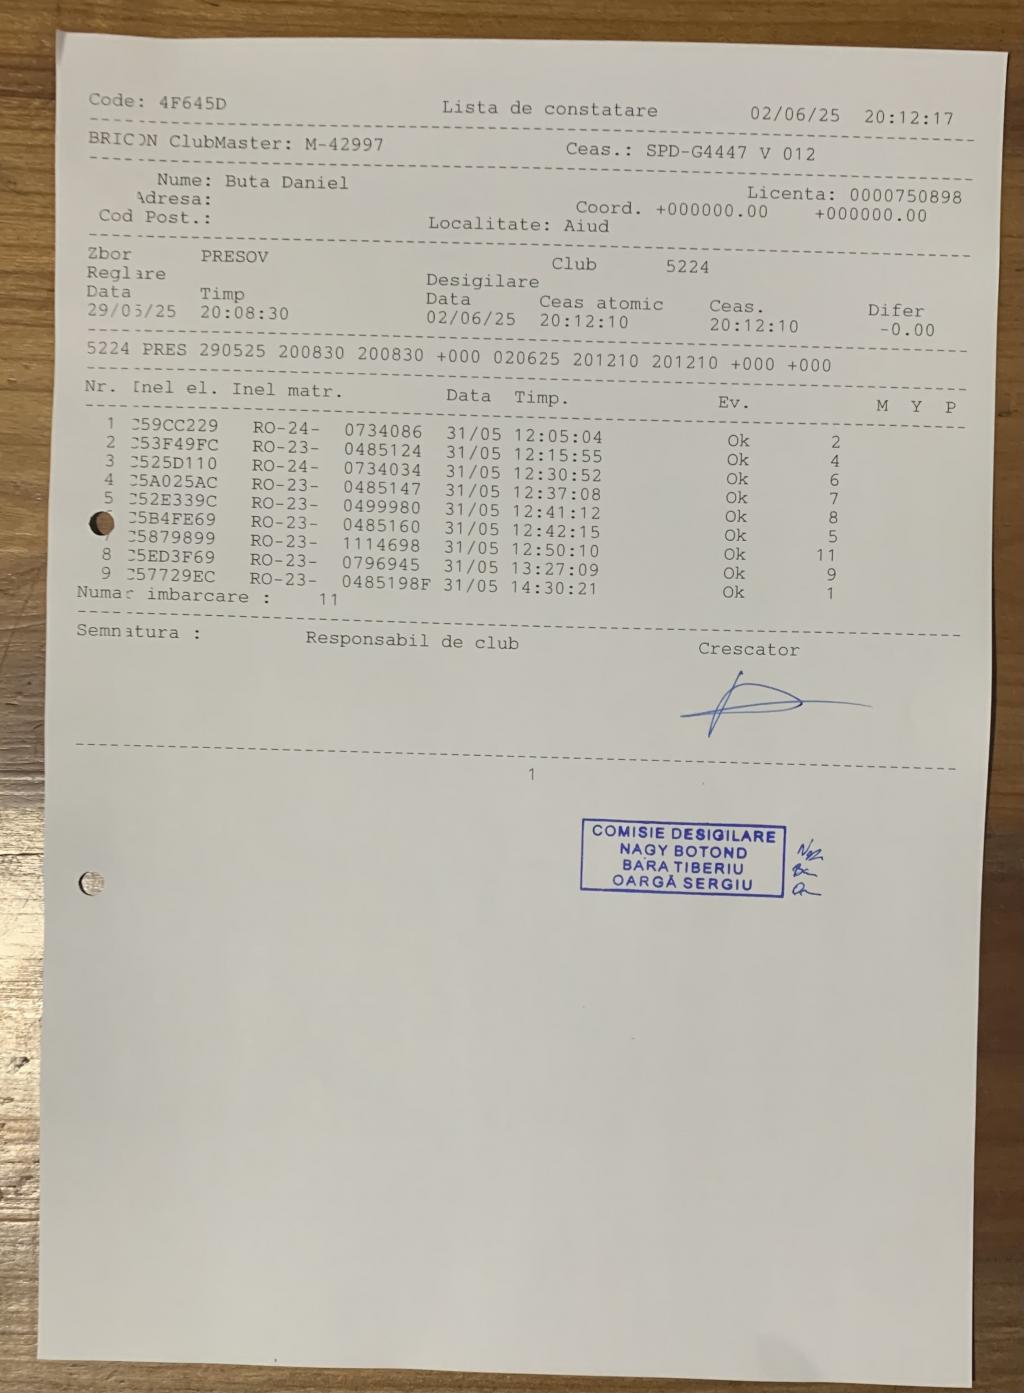 Code: 4F645D Lista de constatare 02/06/25 20:12:17
BRICON ClubMaster: M-42997 Ceas.: SPD-G4447 V 012
Nume: Buta Daniel Licenta: 0000750898
Adresa: Coord. +000000.00 +000000.00
Cod Post.: Localitate: Aiud
Zbor PRESOV Club 5224
Reglare Desigilare
Data Timp Data Ceas atomic Ceas. Difer
29/05/25 20:08:30 02/06/25 20:12:10 20:12:10 -0.00
5224 PRES 290525 200830 200830 +000 020625 201210 201210 +000 +000
Nr. Inel el. Inel matr. Data Timp. Ev. M Y P
1 C59CC229 RO-24- 0734086 31/05 12:05:04 Ok 2
2 C53F49FC RO-23- 0485124 31/05 12:15:55 Ok 4
3 C525D110 RO-24- 0734034 31/05 12:30:52 Ok 6
4 C5A025AC RO-23- 0485147 31/05 12:37:08 Ok 7
5 C52E339C RO-23- 0499980 31/05 12:41:12 Ok 8
C5B4FE69 RO-23- 0485160 31/05 12:42:15 Ok 5
7 C5879899 RO-23- 1114698 31/05 12:50:10 Ok 11
8 C5ED3F69 RO-23- 0796945 31/05 13:27:09 Ok 9
9 C57729EC RO-23- 0485198F 31/05 14:30:21 Ok 1
Numar imbarcare : 11
Semnatura : Responsabil de club Crescator
1
COMISIE DESIGILARE
NAGY BOTOND
BARA TIBERIU
OARGĂ SERGIU